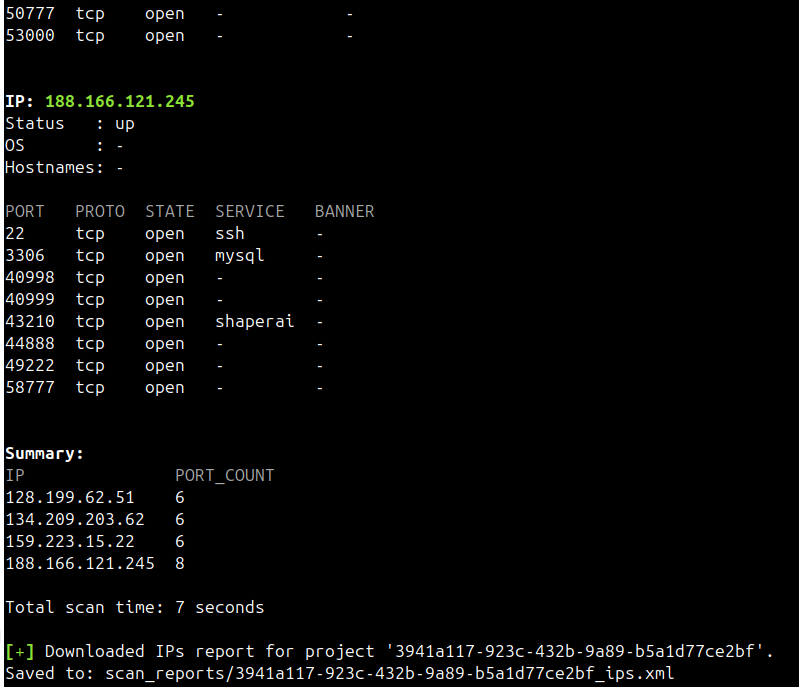 50777 tcp open - -
53000 tcp open - -
IP: 188.166.121.245
Status : up
OS : -
Hostnames: -
PORT PROTO STATE SERVICE BANNER
22 tcp open ssh -
3306 tcp open mysql -
40998 tcp open - -
40999 tcp open - -
43210 tcp open shaperai -
44888 tcp open - -
49222 tcp open - -
58777 tcp open - -
Summary:
IP PORT_COUNT
128.199.62.51 6
134.209.203.62 6
159.223.15.22 6
188.166.121.245 8
Total scan time: 7 seconds
[+] Downloaded IPs report for project '3941a117-923c-432b-9a89-b5a1d77ce2bf'.
Saved to: scan_reports/3941a117-923c-432b-9a89-b5a1d77ce2bf_ips.xml